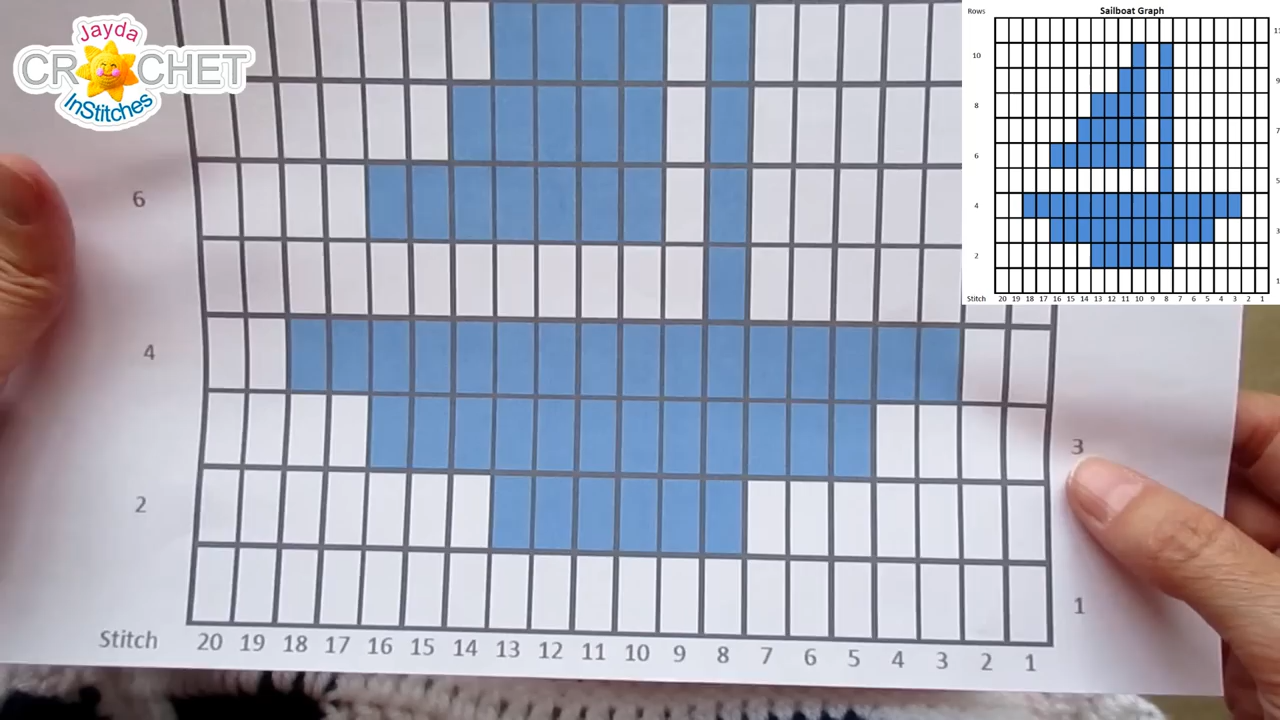 Jayda
CROCHET
InStitches
6
4
3
2
1
Stitch 20 19 18 17 16 15 14 13 12 11 10 9 8 7 6 5 4 3 2 1
Rows Sailboat Graph
11
10
9
8
7
6
5
4
3
2
1
Stitch 20 19 18 17 16 15 14 13 12 11 10 9 8 7 6 5 4 3 2 1